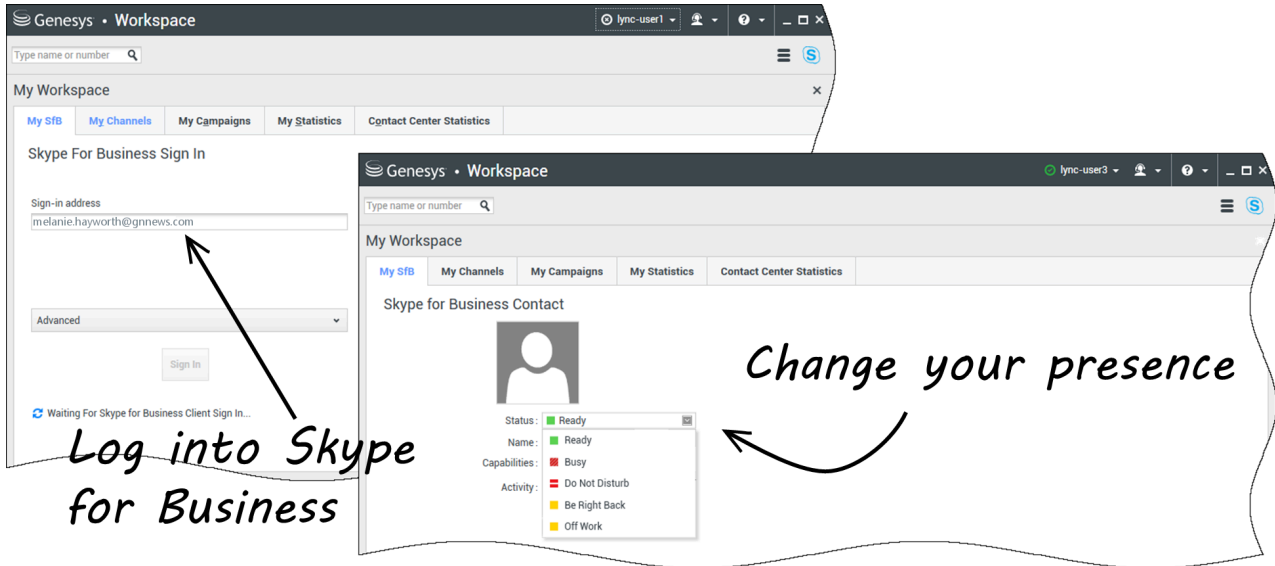 Genesys • Workspace
lync-user1
Type name or number
My Workspace
My SfB My Channels My Campaigns My Statistics Contact Center Statistics
Skype For Business Sign In
Sign-in address
melanie.hayworth@gnnews.com
Advanced
Sign In
Waiting For Skype for Business Client Sign In...
Log into Skype
for Business
Genesys • Workspace
lync-user3
Type name or number
My Workspace
My SfB My Channels My Campaigns My Statistics Contact Center Statistics
Skype for Business Contact
Status: Ready
Name: Ready
Capabilities: Busy
Activity: Do Not Disturb
Be Right Back
Off Work
Change your presence